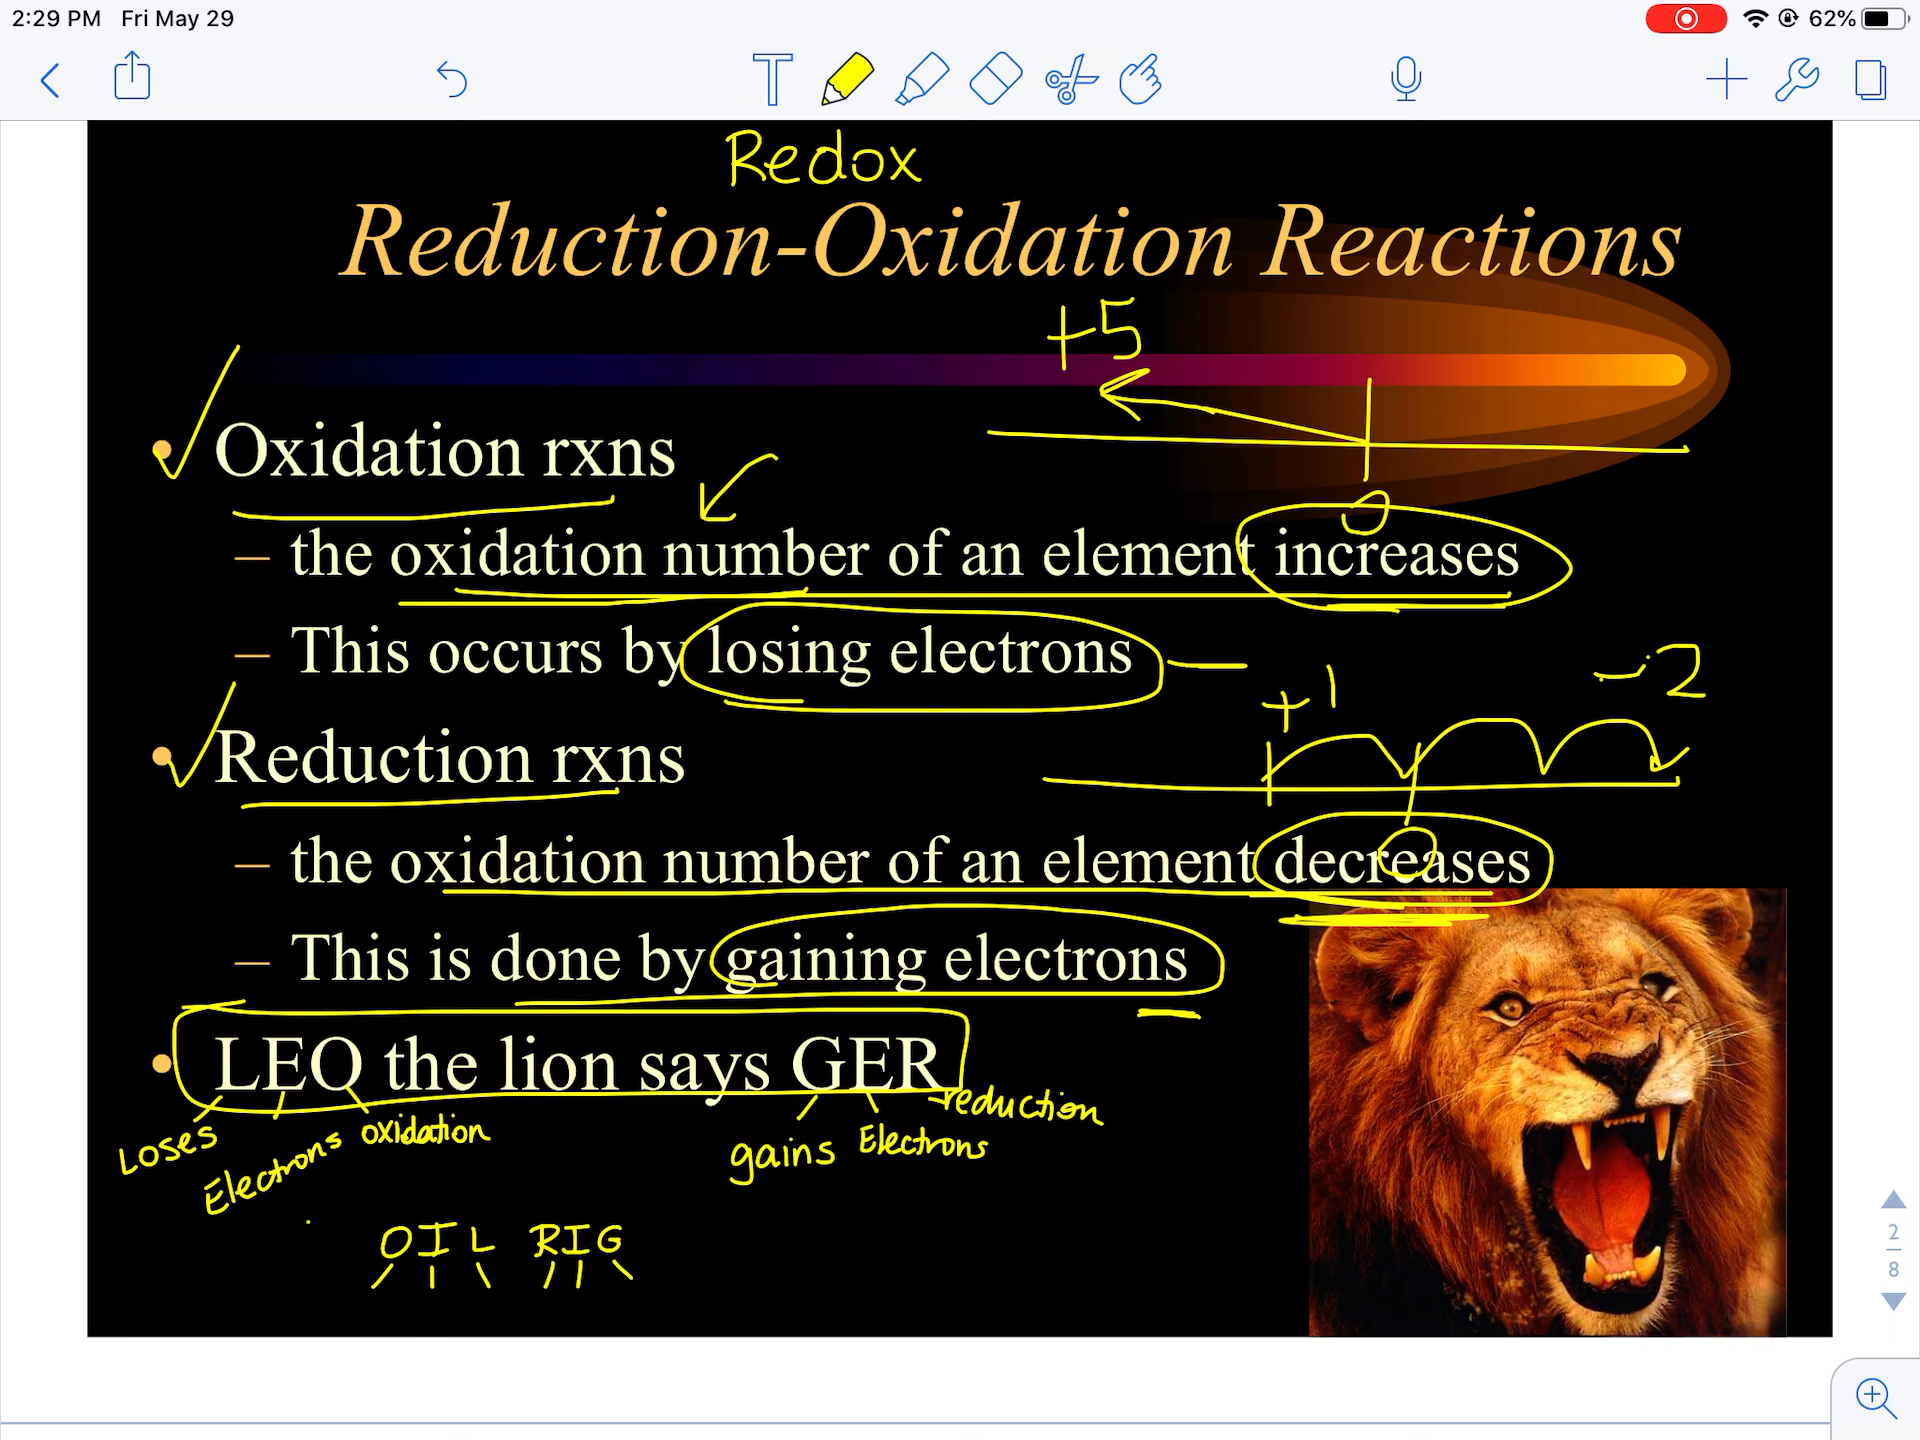 2:29 PM Fri May 29
62%
T
Redox
Reduction-Oxidation Reactions
+5
• Oxidation rxns
0
– the oxidation number of an element increases
– This occurs by losing electrons –
+1 -2
• Reduction rxns
0
– the oxidation number of an element decreases
– This is done by gaining electrons
• LEO the lion says GER
Loses Electrons oxidation gains Electrons reduction
OIL RIG
2
8